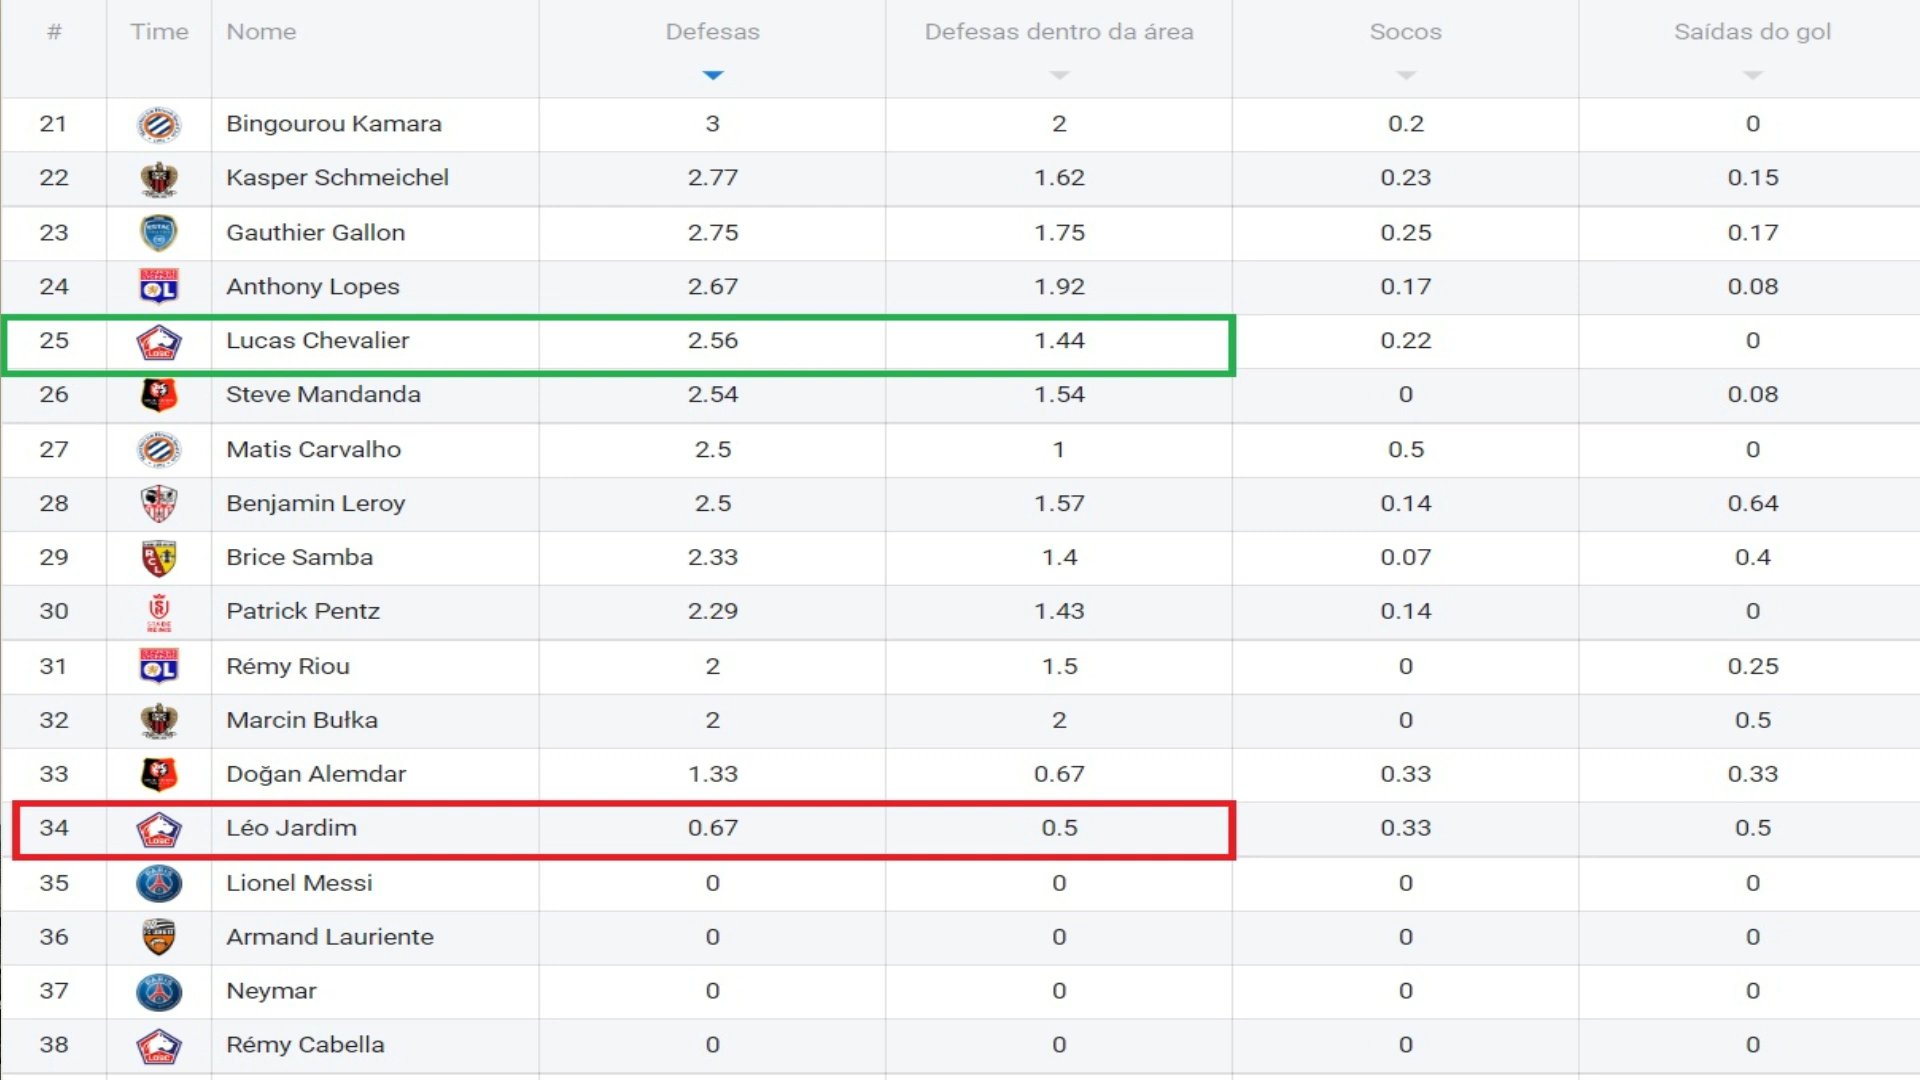 # Time Nome Defesas Defesas dentro da área Socos Saídas do gol
21 Bingourou Kamara 3 2 0.2 0
22 Kasper Schmeichel 2.77 1.62 0.23 0.15
23 Gauthier Gallon 2.75 1.75 0.25 0.17
24 OL Anthony Lopes 2.67 1.92 0.17 0.08
25 LOSC Lucas Chevalier 2.56 1.44 0.22 0
26 Steve Mandanda 2.54 1.54 0 0.08
27 Matis Carvalho 2.5 1 0.5 0
28 Benjamin Leroy 2.5 1.57 0.14 0.64
29 RCL Brice Samba 2.33 1.4 0.07 0.4
30 Patrick Pentz 2.29 1.43 0.14 0
31 OL Rémy Riou 2 1.5 0 0.25
32 Marcin Bułka 2 2 0 0.5
33 Doğan Alemdar 1.33 0.67 0.33 0.33
34 LOSC Léo Jardim 0.67 0.5 0.33 0.5
35 PARIS Lionel Messi 0 0 0 0
36 Armand Lauriente 0 0 0 0
37 PARIS Neymar 0 0 0 0
38 LOSC Rémy Cabella 0 0 0 0